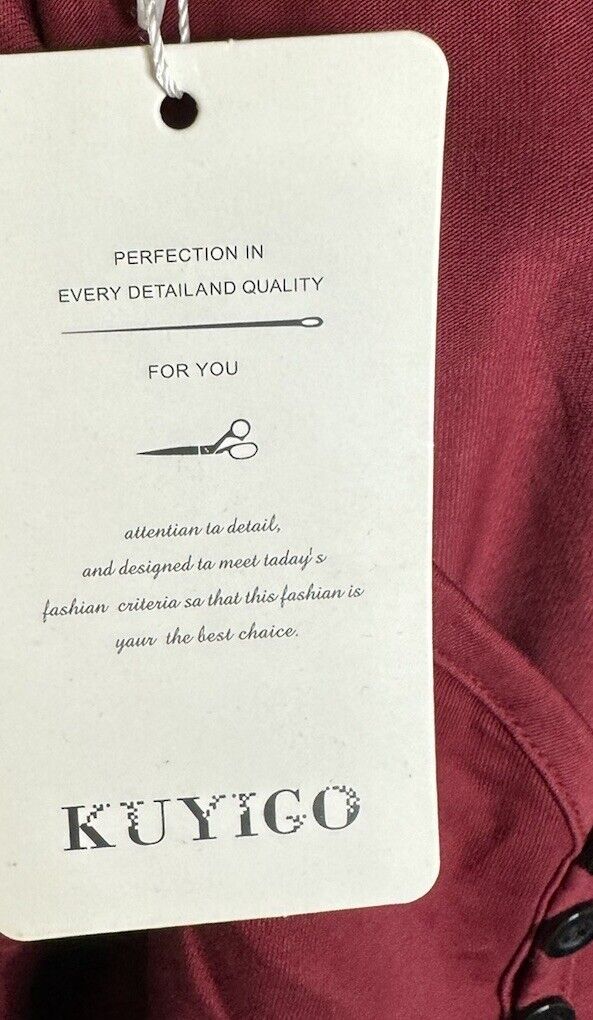 PERFECTION IN
EVERY DETAILAND QUALITY
FOR YOU
attentian ta detail,
and designed ta meet taday's
fashian criteria sa that this fashian is
yaur the best chaice.
KUYIGO